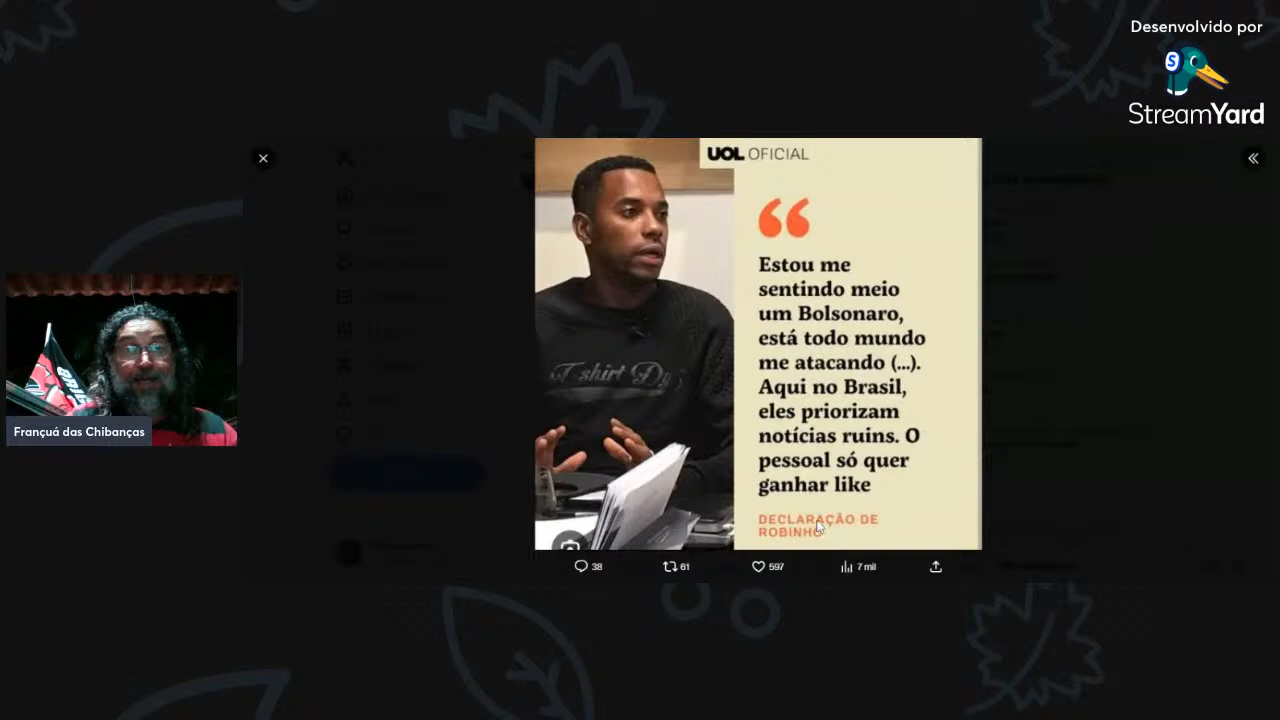 Desenvolvido por
StreamYard
UOL OFICIAL
Estou me
sentindo meio
um Bolsonaro,
está todo mundo
me atacando (...).
Aqui no Brasil,
eles priorizam
notícias ruins. O
pessoal só quer
ganhar like
DECLARAÇÃO DE
ROBINHO
38 61 597 7 mil
Françuá das Chibanças